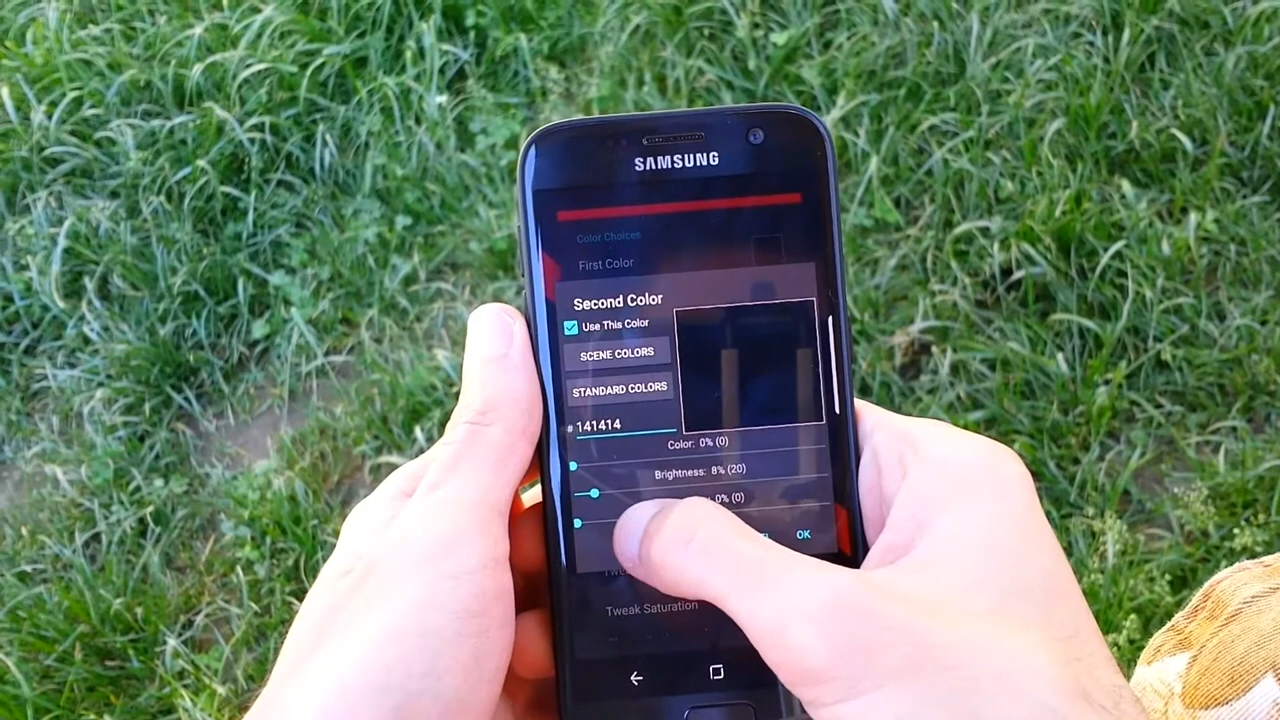 SAMSUNG
Color Choices
First Color
Second Color
Use This Color
SCENE COLORS
STANDARD COLORS
# 141414
Color: 0% (0)
Brightness: 8% (20)
0% (0)
OK
Tweak Saturation